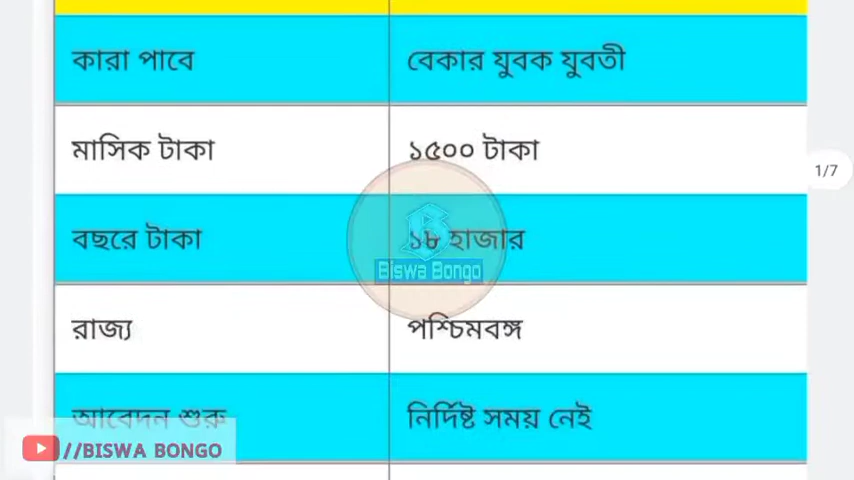 কারা পাবে বেকার যুবক যুবতী
মাসিক টাকা ১৫০০ টাকা
1/7
বছরে টাকা ১৮ হাজার
Biswa Bongo
রাজ্য পশ্চিমবঙ্গ
আবেদন শুরু নির্দিষ্ট সময় নেই
//BISWA BONGO